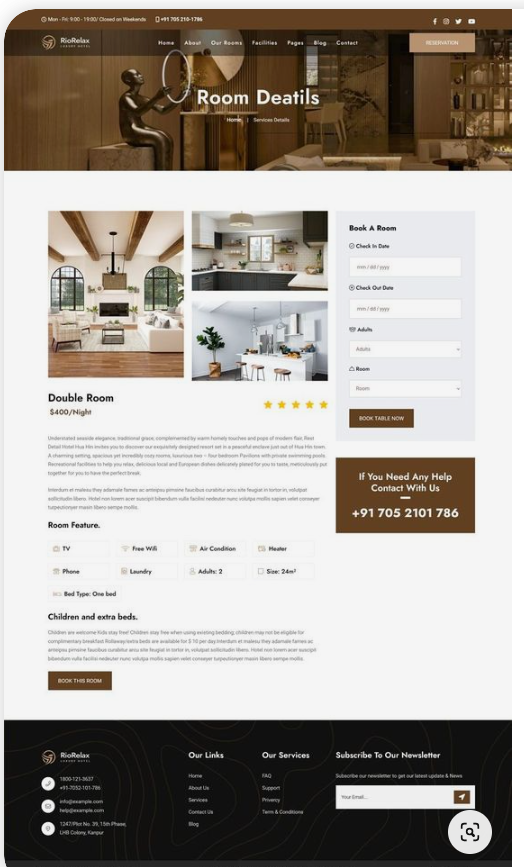 Mon - Fri: 9:00 - 19:00/ Closed on Weekends
+91 705 210-1786
RioRelax
LUXURY HOTEL
Home
About
Our Rooms
Facilities
Pages
Blog
Contact
RESERVATION
Room Deatils
Home | Services Details
Double Room
$400/Night
Understated seaside elegance, traditional grace, complemented by warm homely touches and pops of modern flair, Rest
Detail Hotel Hua Hin invites you to discover our exquisitely designed resort set in a peaceful enclave just out of Hua Hin town.
A charming setting, spacious yet incredibly cozy rooms, luxurious two – four bedroom Pavilions with private swimming pools.
Recreational facilities to help you relax, delicious local and European dishes delicately plated for you to taste, meticulously put
together for you to have the perfect break.
Interdum et malesu they adamale fames ac anteipsu pimsine faucibus curabitur arcu site feugiat in tortor in, volutpat
sollicitudin libero. Hotel non lorem acer suscipit bibendum vulla facilisi nedeuter nunc volutpa mollis sapien velet conseyer
turpeutionyer masin libero sempe mollis.
Room Feature.
TV
Free Wifi
Air Condition
Heater
Phone
Laundry
Adults: 2
Size: 24m²
Bed Type: One bed
Children and extra beds.
Children are welcome Kids stay free! Children stay free when using existing bedding; children may not be eligible for
complimentary breakfast Rollaway/extra beds are available for $ 10 per day interdum et malesu they adamale fames ac
anteipsu pimsine faucibus curabitur arcu site feugiat in tortor in, volutpat sollicitudin libero. Hotel non lorem acer suscipit
bibendum vulla facilisi nedeuter nunc volutpa mollis sapien velet conseyer turpeutionyer masin libero sempe mollis.
BOOK THIS ROOM
Book A Room
Check In Date
mm / dd / yyyy
Check Out Date
mm / dd / yyyy
Adults
Adults
Room
Room
BOOK TABLE NOW
If You Need Any Help
Contact With Us
+91 705 2101 786
RioRelax
LUXURY HOTEL
1800-121-3637
+91-7052-101-786
info@example.com
help@example.com
1247/Plot No. 39, 15th Phase,
LHB Colony, Kanpur
Our Links
Home
About Us
Services
Contact Us
Blog
Our Services
FAQ
Support
Privercy
Term & Conditions
Subscribe To Our Newsletter
Subscribe our newsletter to get our latest update & News
Your Email...